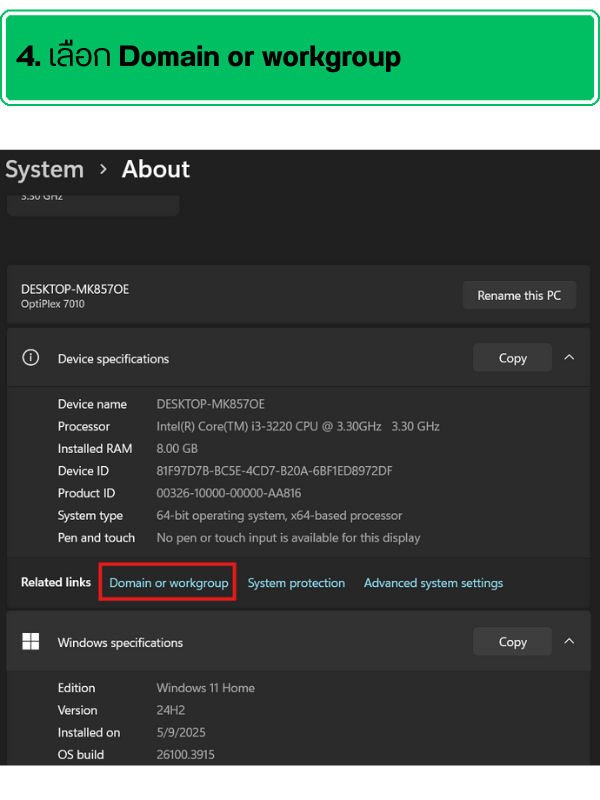 4. เลือก Domain or workgroup
System > About
3.30 GHz
DESKTOP-MK857OE
OptiPlex 7010
Rename this PC
Device specifications
Copy
Device name DESKTOP-MK857OE
Processor Intel(R) Core(TM) i3-3220 CPU @ 3.30GHz 3.30 GHz
Installed RAM 8.00 GB
Device ID 81F97D7B-BC5E-4CD7-B20A-6BF1ED8972DF
Product ID 00326-10000-00000-AA816
System type 64-bit operating system, x64-based processor
Pen and touch No pen or touch input is available for this display
Related links Domain or workgroup System protection Advanced system settings
Windows specifications
Copy
Edition Windows 11 Home
Version 24H2
Installed on 5/9/2025
OS build 26100.3915